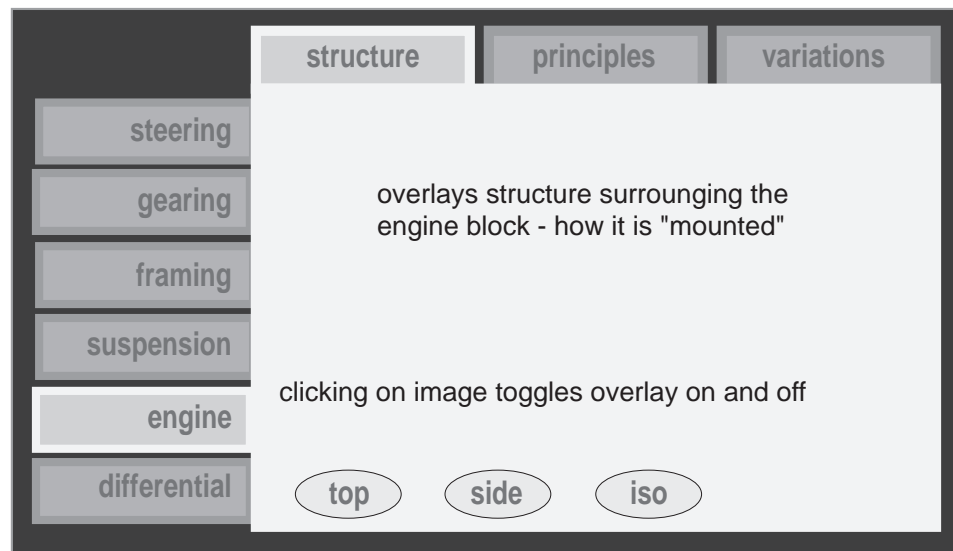 structure
principles
variations
steering
gearing
framing
suspension
engine
differential
overlays structure surrounging the
engine block - how it is "mounted"
clicking on image toggles overlay on and off
top
side
iso